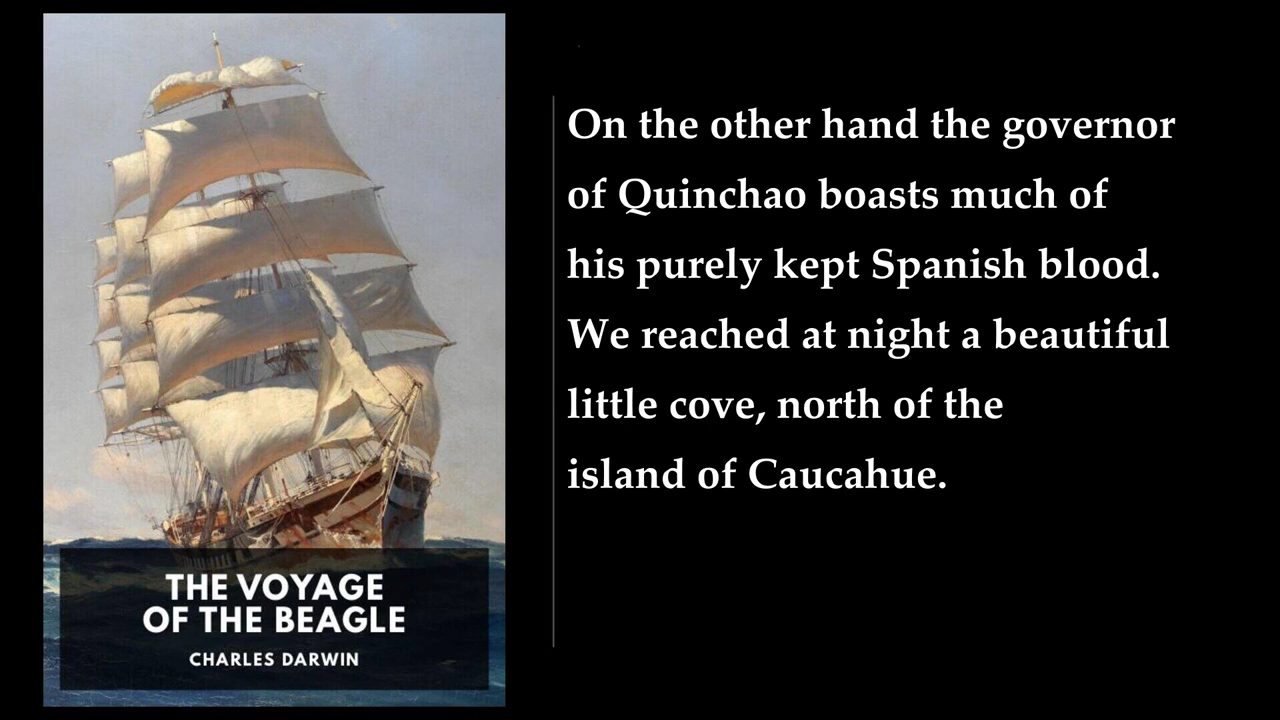 THE VOYAGE
OF THE BEAGLE
CHARLES DARWIN
On the other hand the governor
of Quinchao boasts much of
his purely kept Spanish blood.
We reached at night a beautiful
little cove, north of the
island of Caucahue.